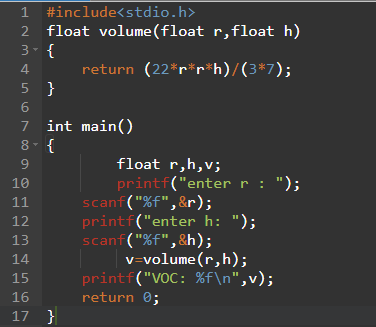 1 #include<stdio.h>
2 float volume(float r,float h)
3 {
4     return (22*r*r*h)/(3*7);
5 }
6
7 int main()
8 {
9         float r,h,v;
10         printf("enter r : ");
11     scanf("%f",&r);
12     printf("enter h: ");
13     scanf("%f",&h);
14         v=volume(r,h);
15     printf("VOC: %f\n",v);
16     return 0;
17 }